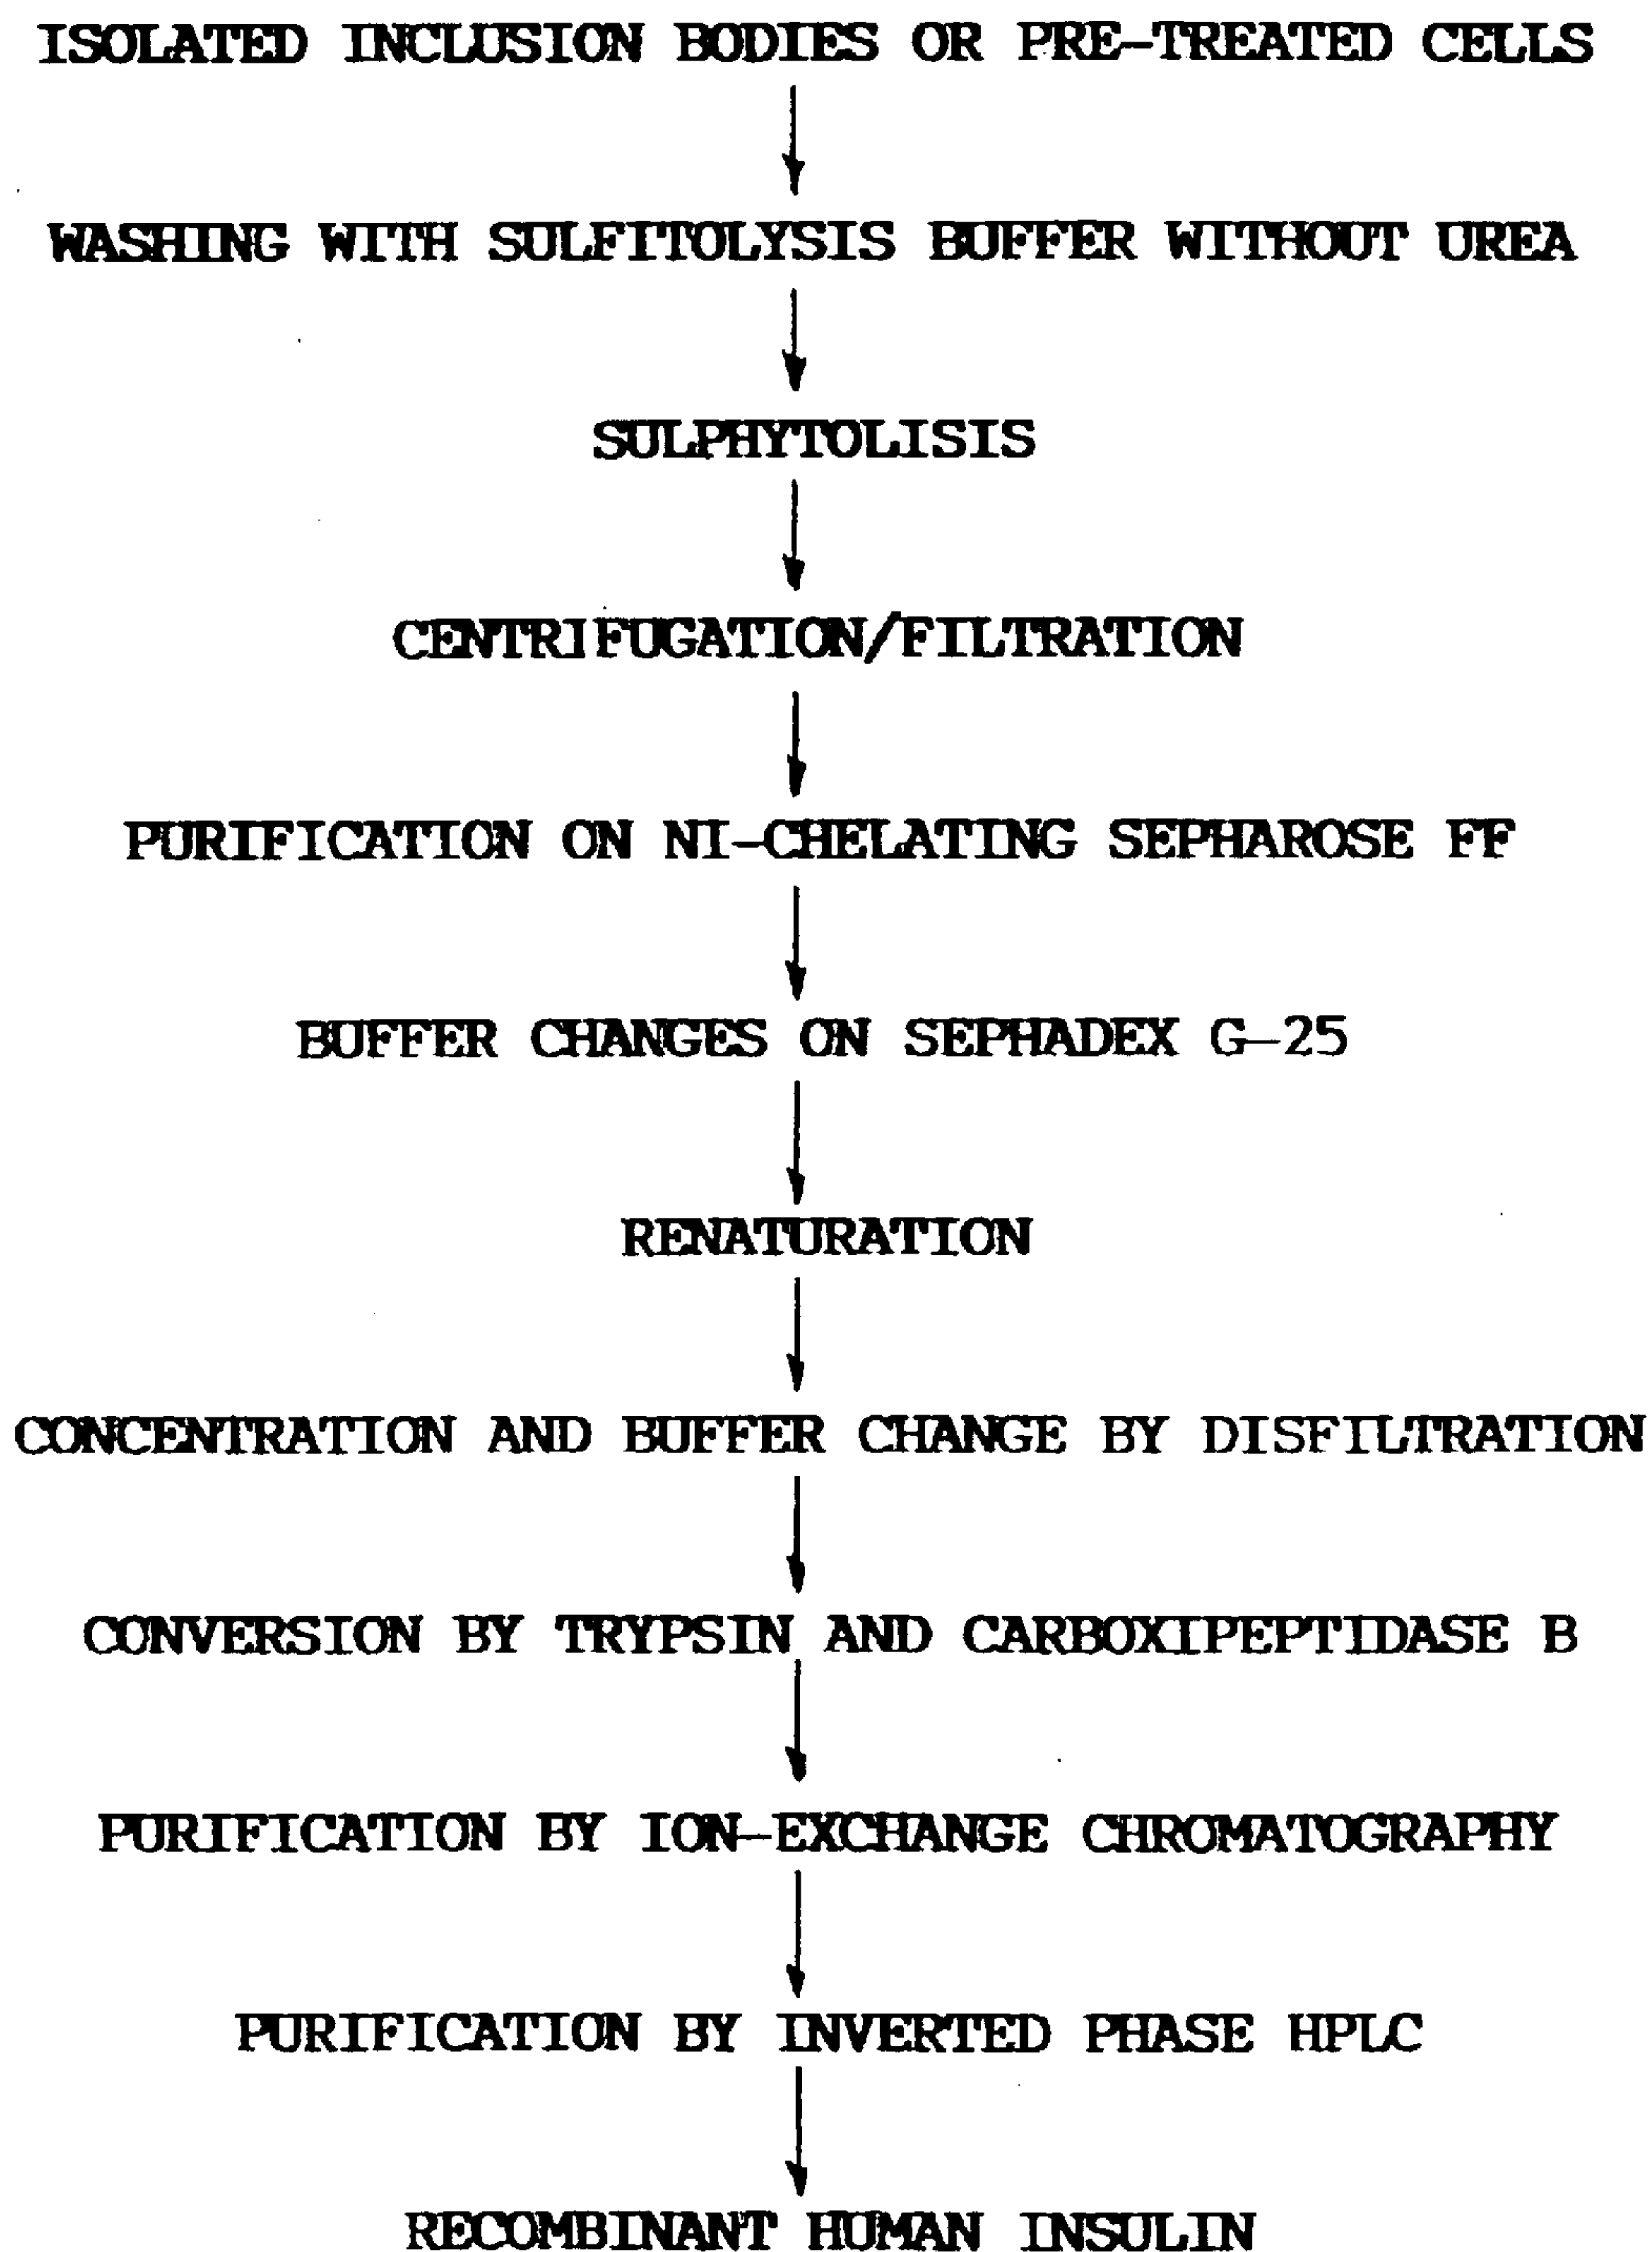 ISOLATED INCLUSION BODIES OR PRE-TREATED CELLS
WASHING WITH SULFITOLYSIS BUFFER WITHOUT UREA
SULPHYTOLISIS
CENTRIFUGATION/FILTRATION
PURIFICATION ON NI-CHELATING SEPHAROSE FF
BUFFER CHANGES ON SEPHADEX G-25
RENATURATION
CONCENTRATION AND BUFFER CHANGE BY DISFILTRATION
CONVERSION BY TRYPSIN AND CARBOXIPEPTIDASE B
PURIFICATION BY ION-EXCHANGE CHROMATOGRAPHY
PURIFICATION BY INVERTED PHASE HPLC
RECOMBINANT HUMAN INSULIN